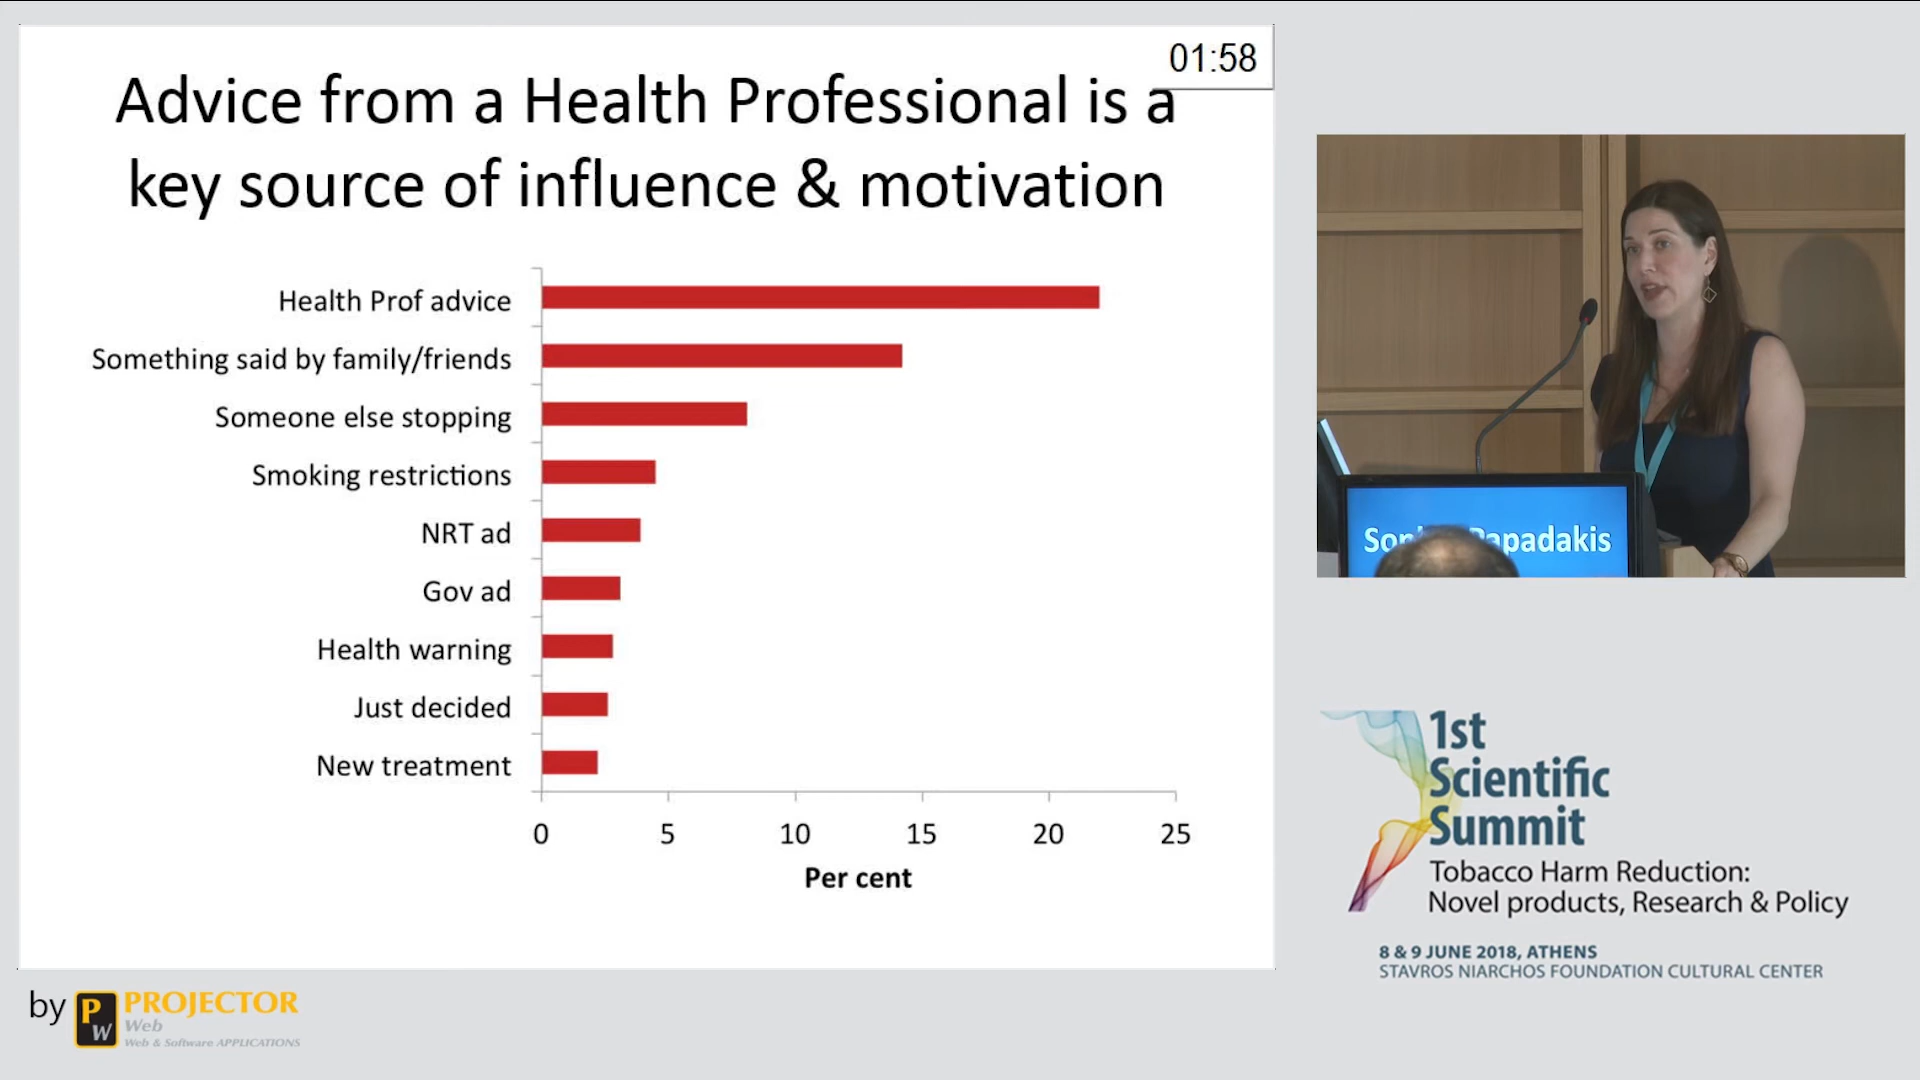 01:58
Advice from a Health Professional is a
key source of influence & motivation
Health Prof advice
Something said by family/friends
Someone else stopping
Smoking restrictions
NRT ad
Gov ad
Health warning
Just decided
New treatment
0 5 10 15 20 25
Per cent
Papadakis
1st
Scientific
Summit
Tobacco Harm Reduction:
Novel products, Research & Policy
8 & 9 JUNE 2018, ATHENS
STAVROS NIARCHOS FOUNDATION CULTURAL CENTER
by PW PROJECTOR
Web
Web & Software APPLICATIONS